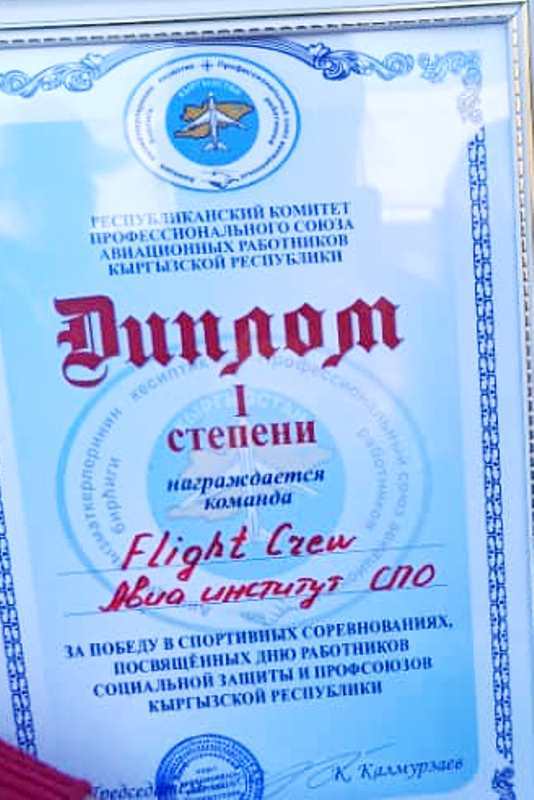 РЕСПУБЛИКАНСКИЙ КОМИТЕТ
ПРОФЕССИОНАЛЬНОГО СОЮЗА
АВИАЦИОННЫХ РАБОТНИКОВ
КЫРГЫЗСКОЙ РЕСПУБЛИКИ
Диплом
I
степени
награждается
команда
Flight Crew
Авиа институт СПО
ЗА ПОБЕДУ В СПОРТИВНЫХ СОРЕВНОВАНИЯХ,
ПОСВЯЩЁННЫХ ДНЮ РАБОТНИКОВ
СОЦИАЛЬНОЙ ЗАЩИТЫ И ПРОФСОЮЗОВ
КЫРГЫЗСКОЙ РЕСПУБЛИКИ
К. Калмурзаев